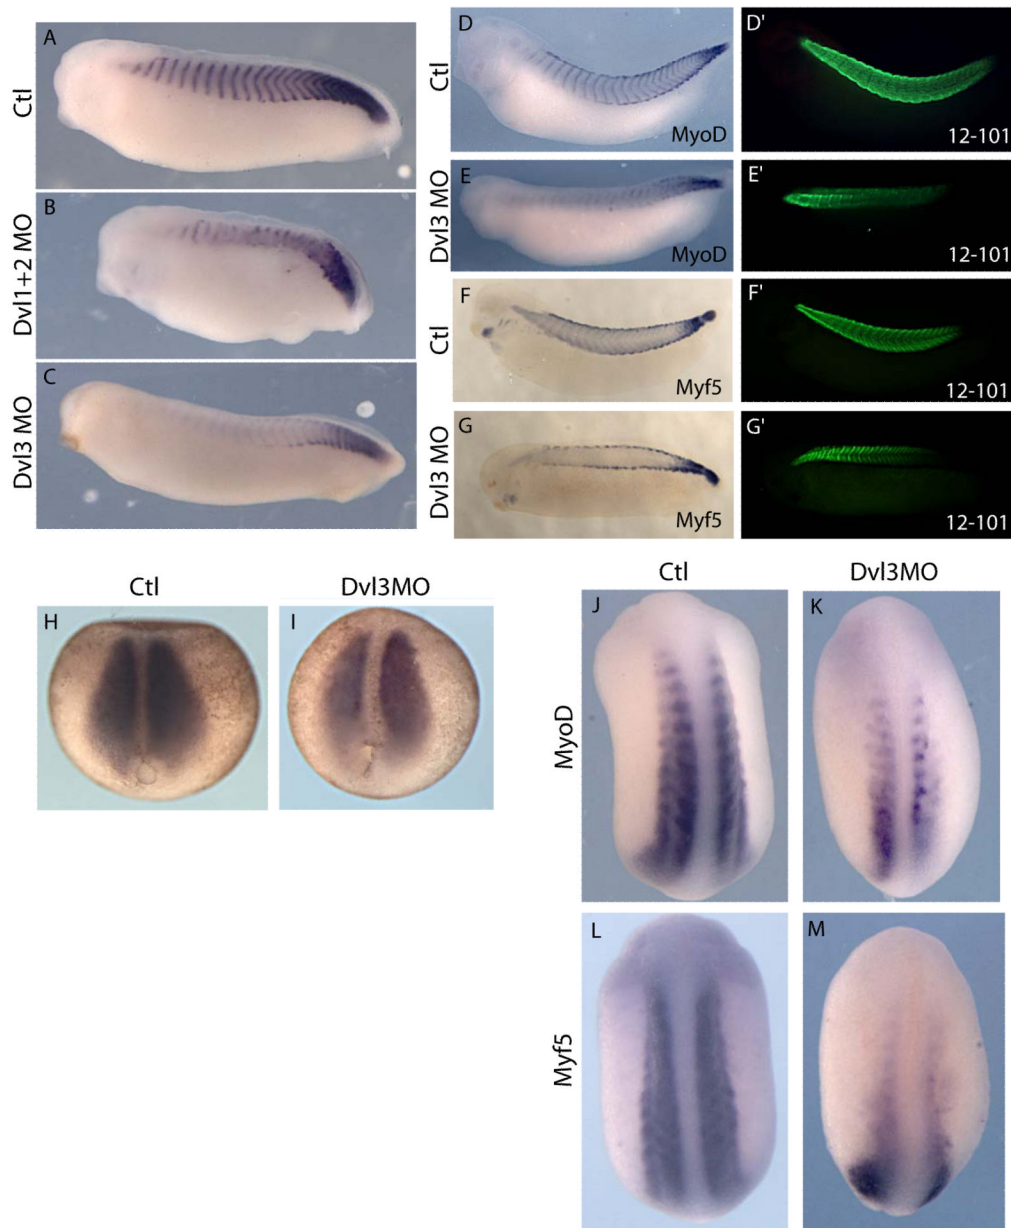 A
Ctl
B
Dvl1+2 MO
C
Dvl3 MO
D
Ctl
MyoD
D'
12-101
E
Dvl3 MO
MyoD
E'
12-101
F
Ctl
Myf5
F'
12-101
G
Dvl3 MO
Myf5
G'
12-101
Ctl
Dvl3MO
H
I
Ctl
Dvl3MO
MyoD
J
K
Myf5
L
M